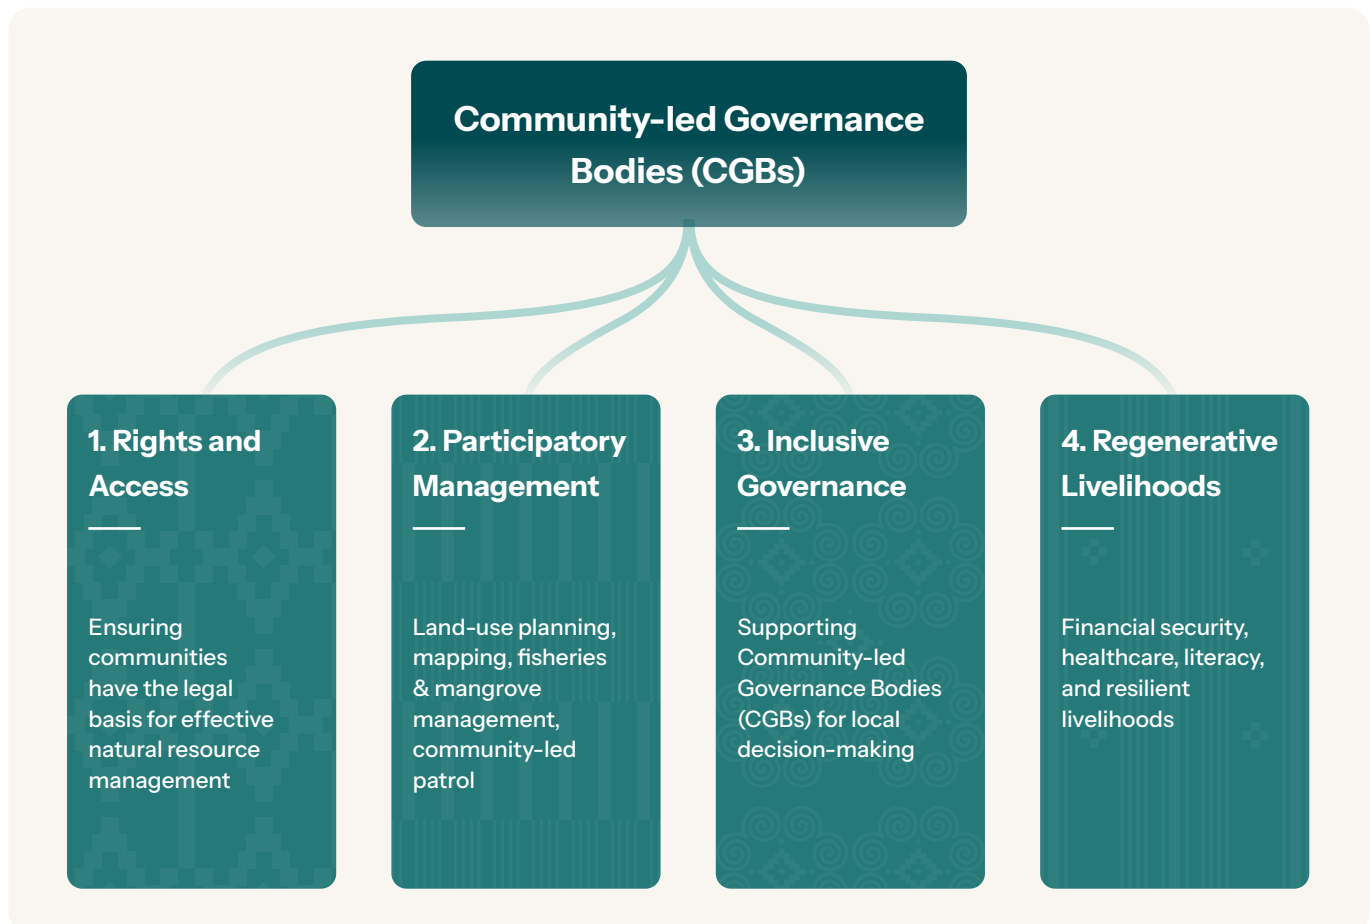 Community-led Governance
Bodies (CGBs)
1. Rights and
Access
Ensuring
communities
have the legal
basis for effective
natural resource
management
2. Participatory
Management
Land-use planning,
mapping, fisheries
& mangrove
management,
community-led
patrol
3. Inclusive
Governance
Supporting
Community-led
Governance Bodies
(CGBs) for local
decision-making
4. Regenerative
Livelihoods
Financial security,
healthcare, literacy,
and resilient
livelihoods